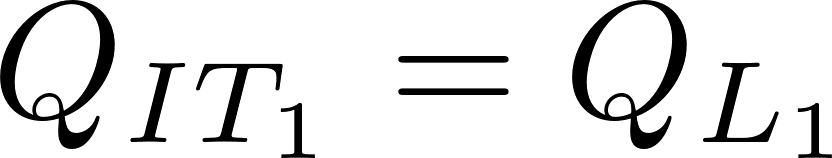 Q_{IT_1} = Q_{L_1}